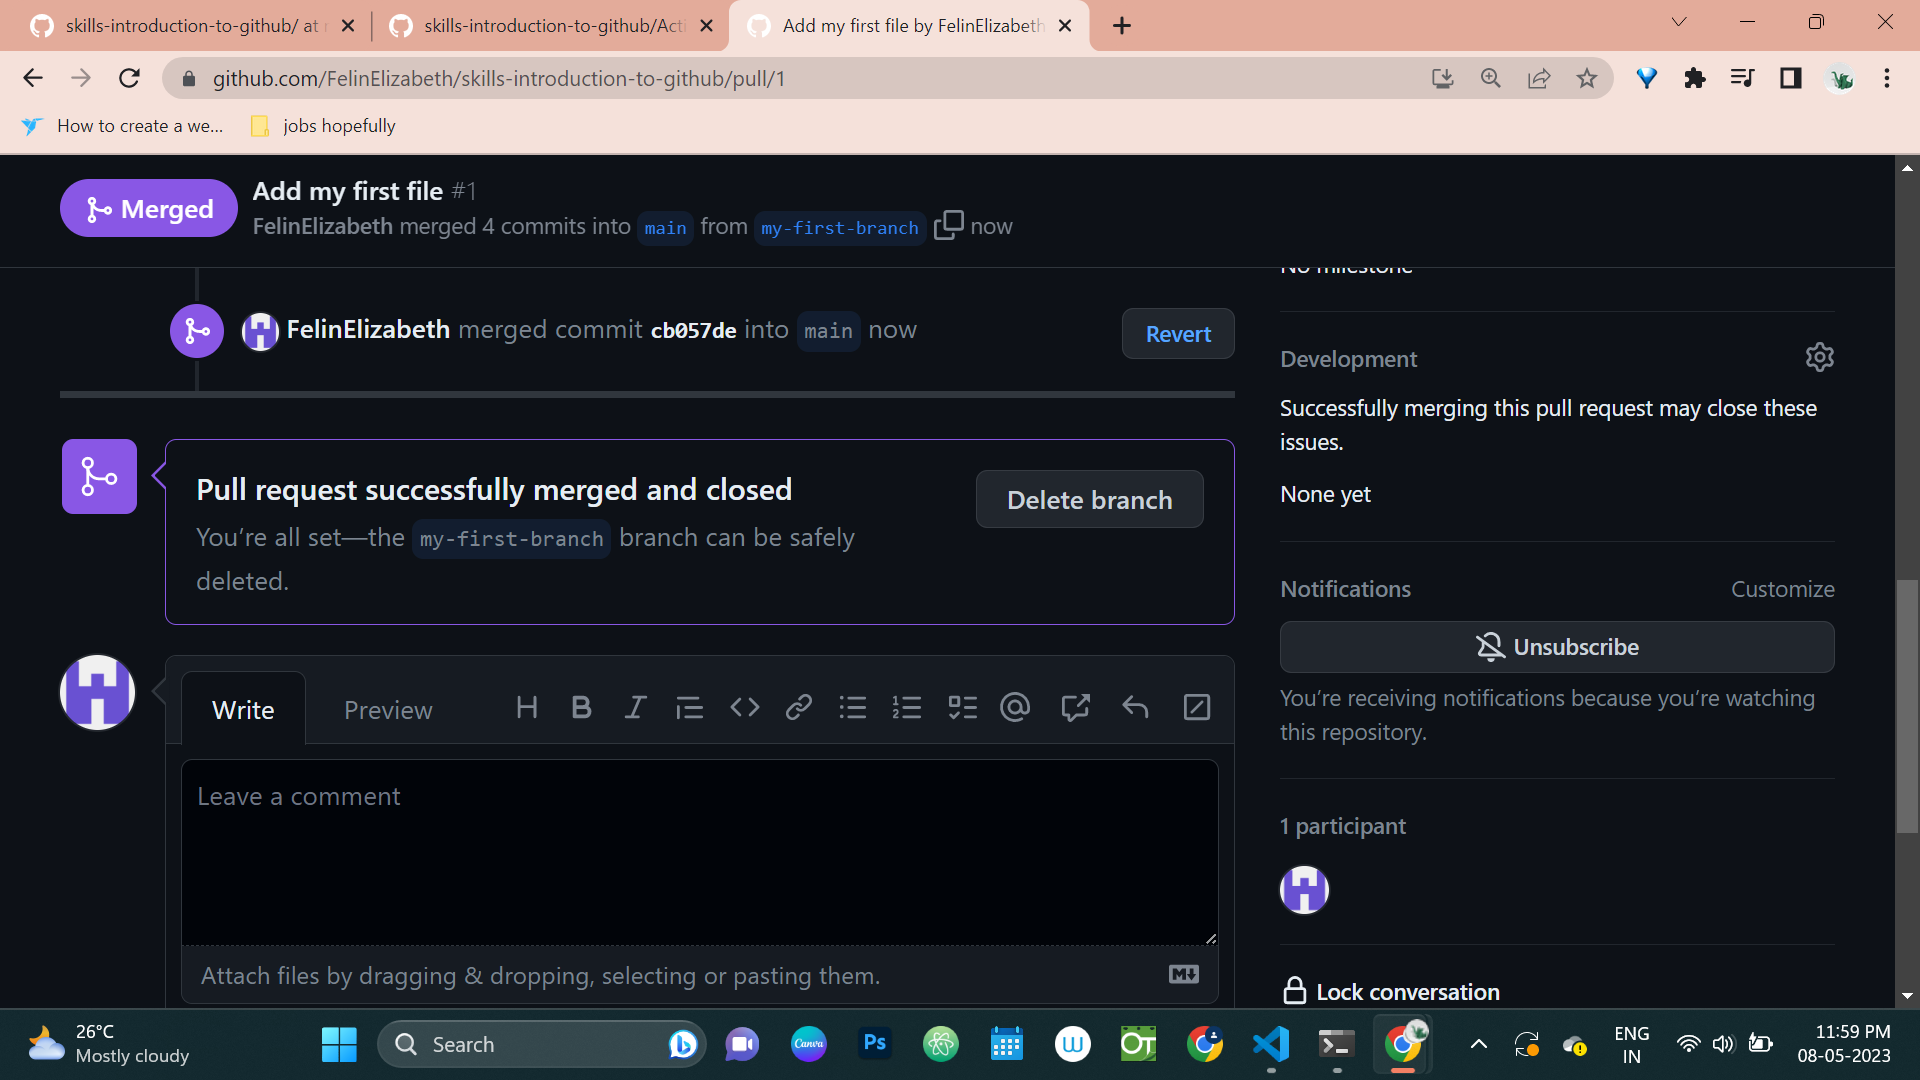 skills-introduction-to-github/ at
skills-introduction-to-github/Acti
Add my first file by FelinElizabeth
github.com/FelinElizabeth/skills-introduction-to-github/pull/1
How to create a we...
jobs hopefully
Merged
Add my first file #1
FelinElizabeth merged 4 commits into main from my-first-branch now
No milestone
FelinElizabeth merged commit cb057de into main now
Revert
Development
Successfully merging this pull request may close these
issues.
None yet
Pull request successfully merged and closed
You’re all set—the my-first-branch branch can be safely
deleted.
Delete branch
Notifications
Customize
Unsubscribe
You’re receiving notifications because you’re watching
this repository.
Write
Preview
Leave a comment
Attach files by dragging & dropping, selecting or pasting them.
1 participant
Lock conversation
26°C
Mostly cloudy
Search
Canva
Ps
W
OT
ENG
IN
11:59 PM
08-05-2023